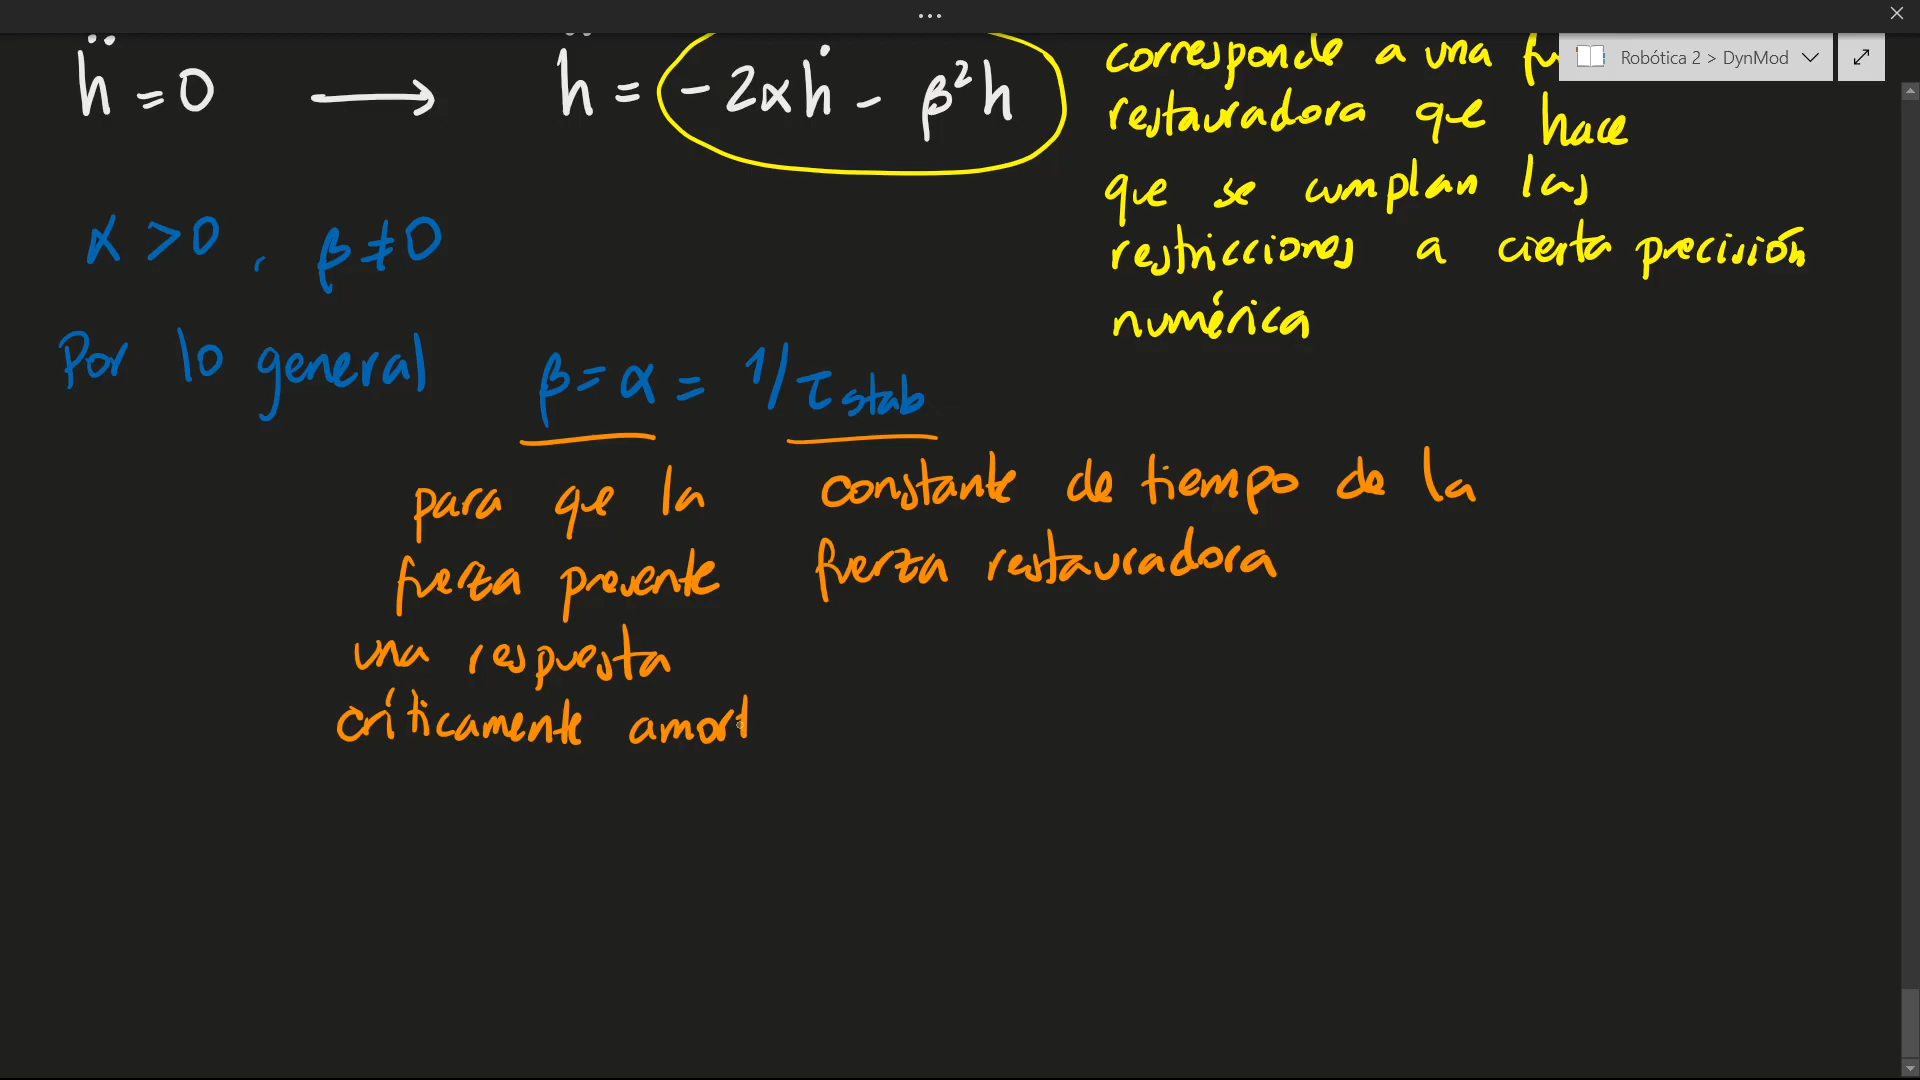 ...
Robótica 2 > DynMod
ḧ = 0 ⟶ ḧ = -2αḣ - β²h
corresponde a una fu
restauradora que hace
que se cumplan las
restricciones a cierta precisión
numérica
α > 0, β ≠ 0
Por lo general β = α = 1/τstab
para que la
fuerza presente
una respuesta
críticamente amort
constante de tiempo de la
fuerza restauradora